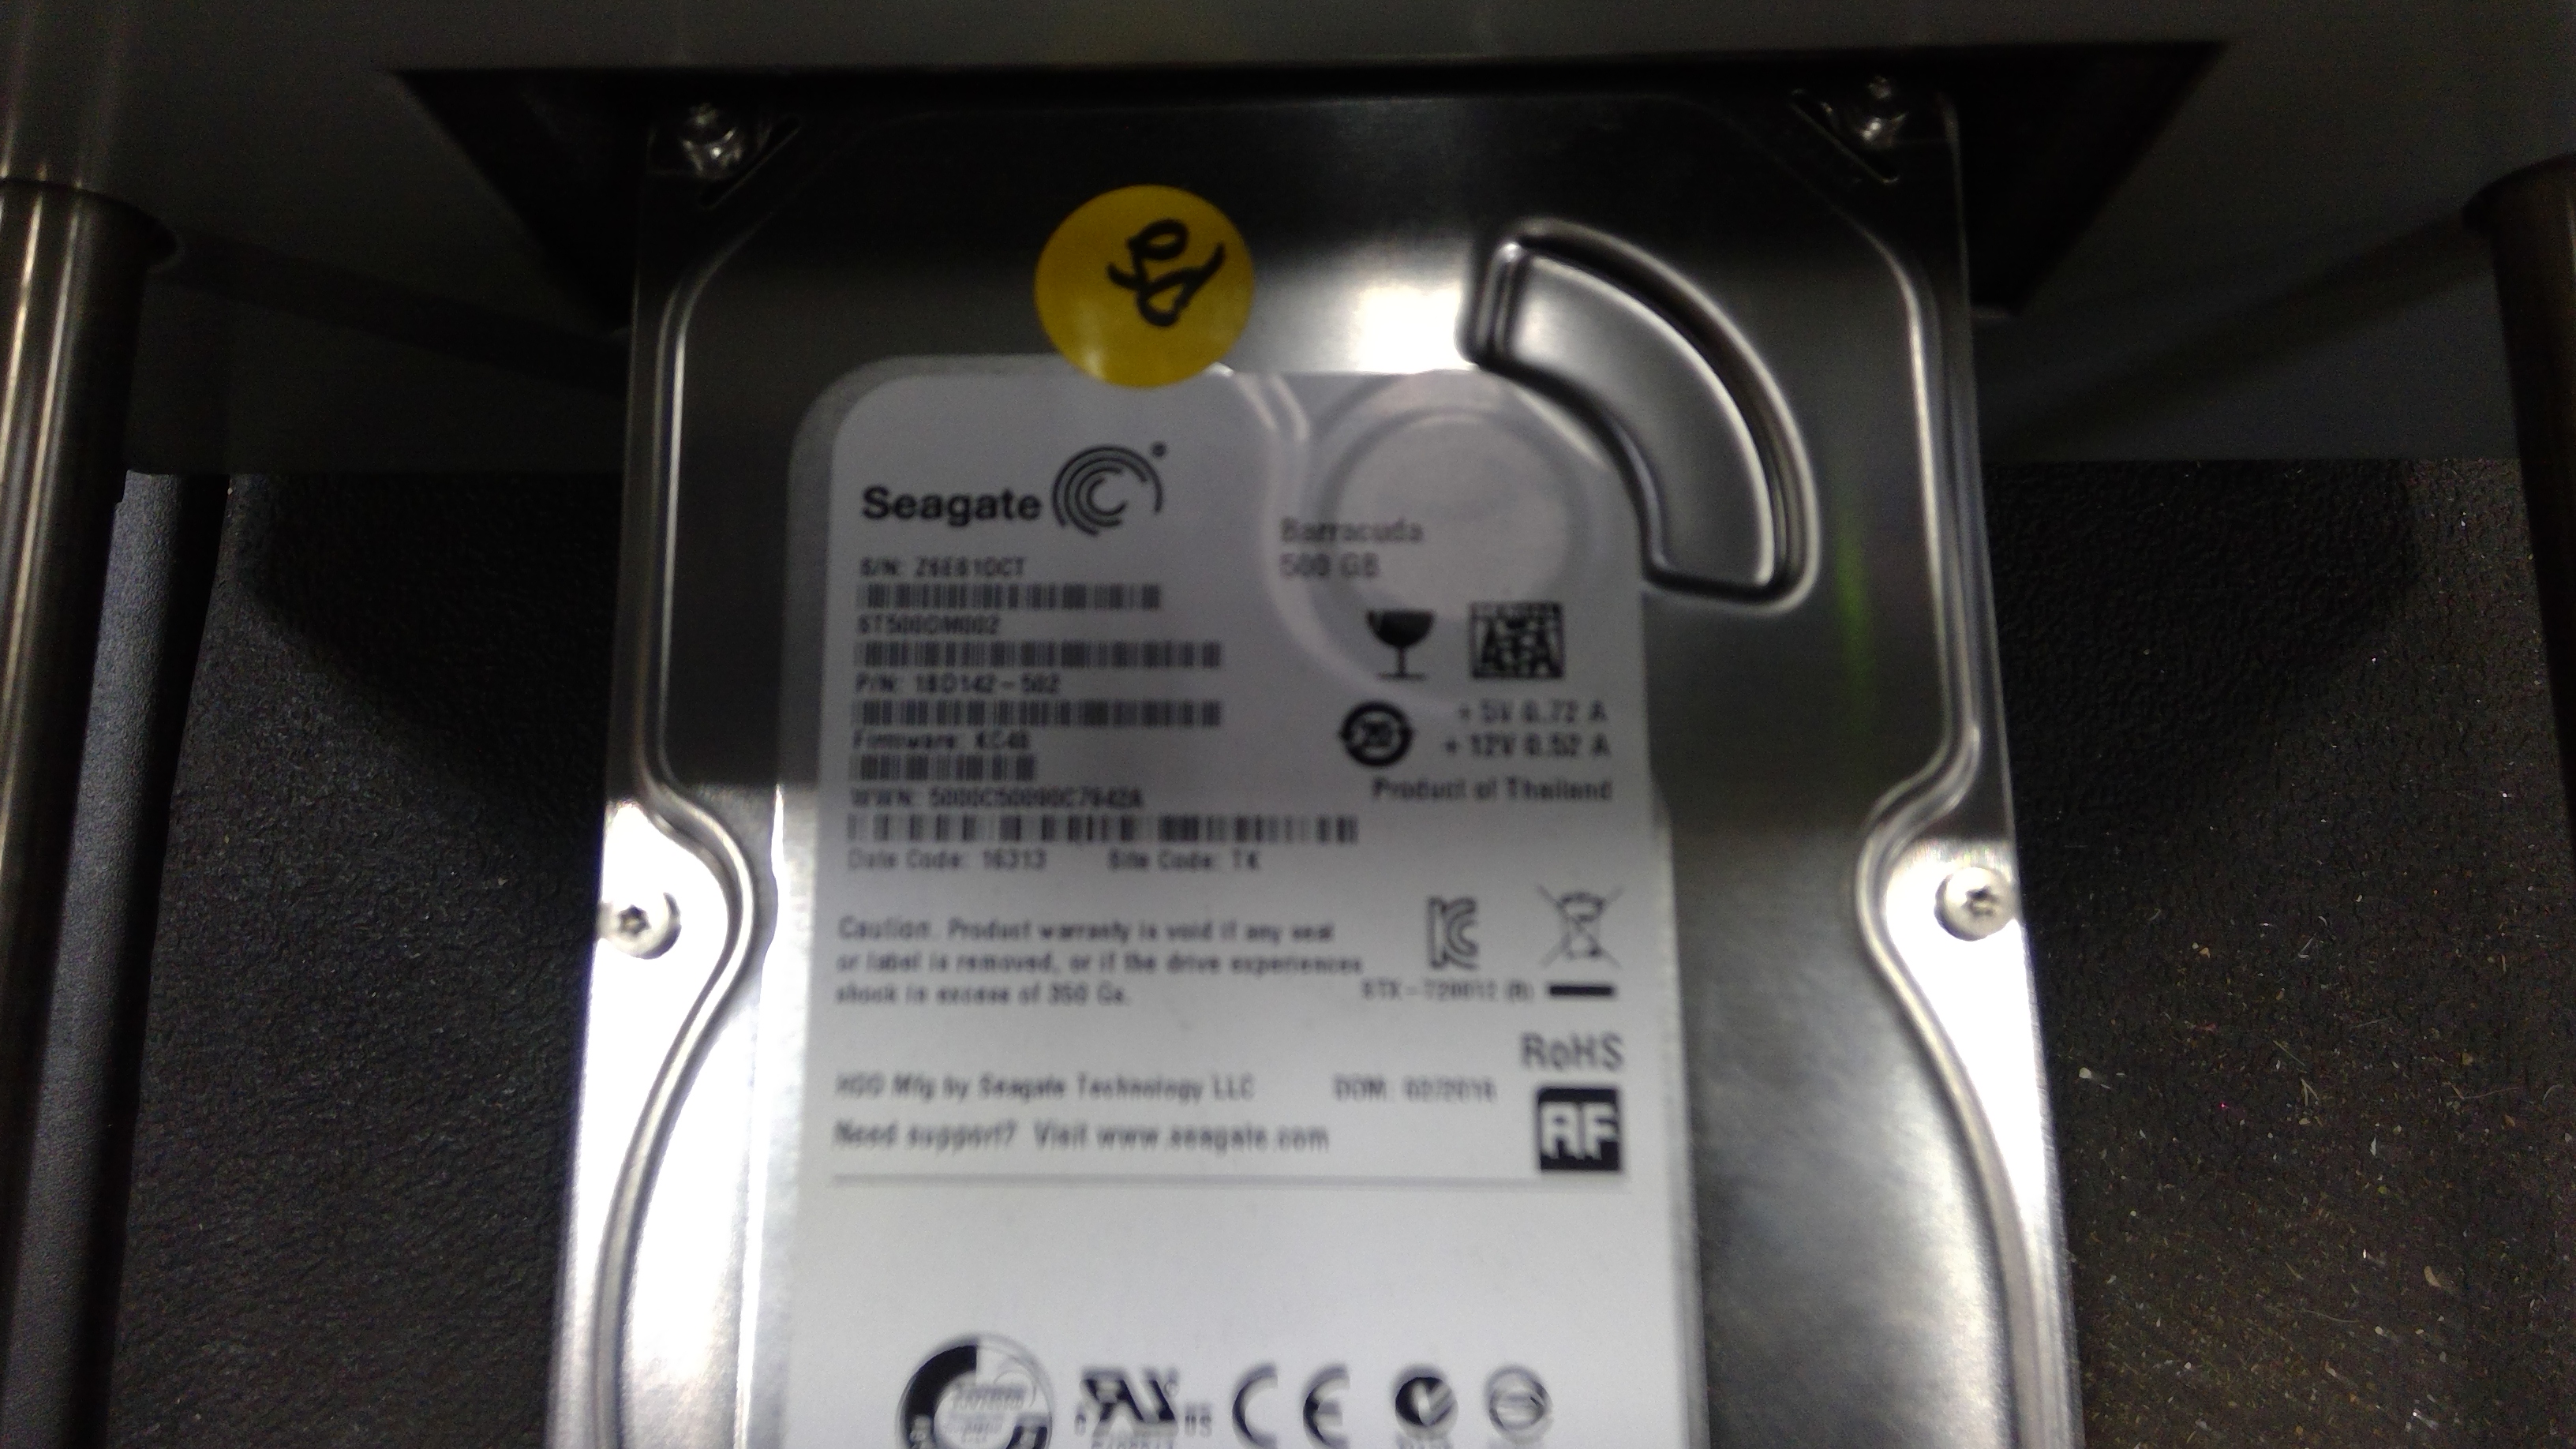 Seagate
Barracuda
500 GB
S/N: Z6E81DCT
ST500DM002
SATA
P/N: 1BD142-502
+5V 0.72 A
Firmware: KC48
+12V 0.52 A
Product of Thailand
WWN:
Date Code: 16313 Site Code: TK
Caution. Product warranty is void if any seal
or label is removed, or if the drive experiences
shock in excess of 350 Gs.
RoHS
HDD Mfg by Seagate Technology LLC DOM: 02/2016
AF
Need support? Visit www.seagate.com
CE